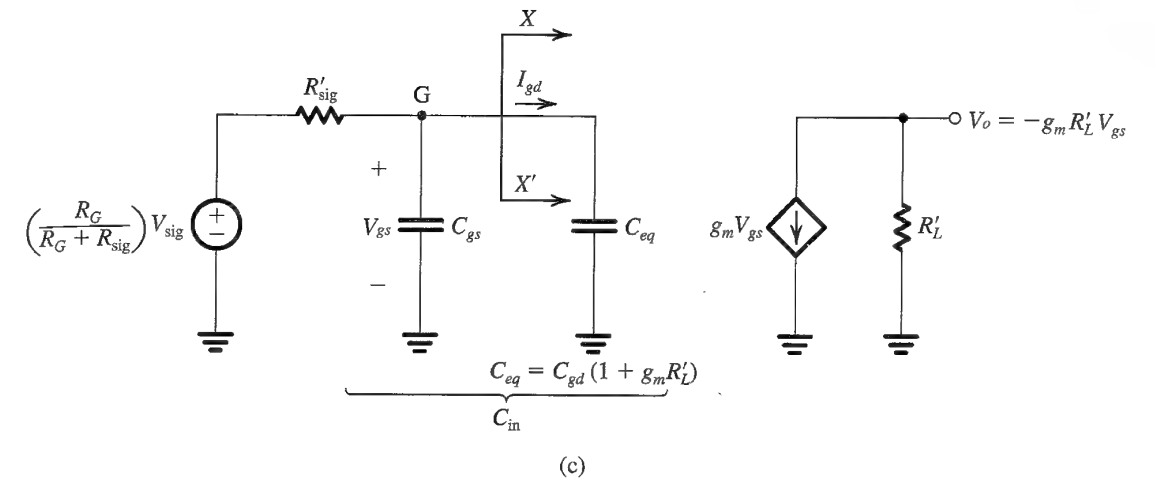 X
I_gd
R'_sig
G
V_o = −g_m R'_L V_gs
X'
+
(R_G / (R_G + R_sig)) V_sig
+
−
V_gs
C_gs
C_eq
g_m V_gs
R'_L
−
C_eq = C_gd (1 + g_m R'_L)
C_in
(c)